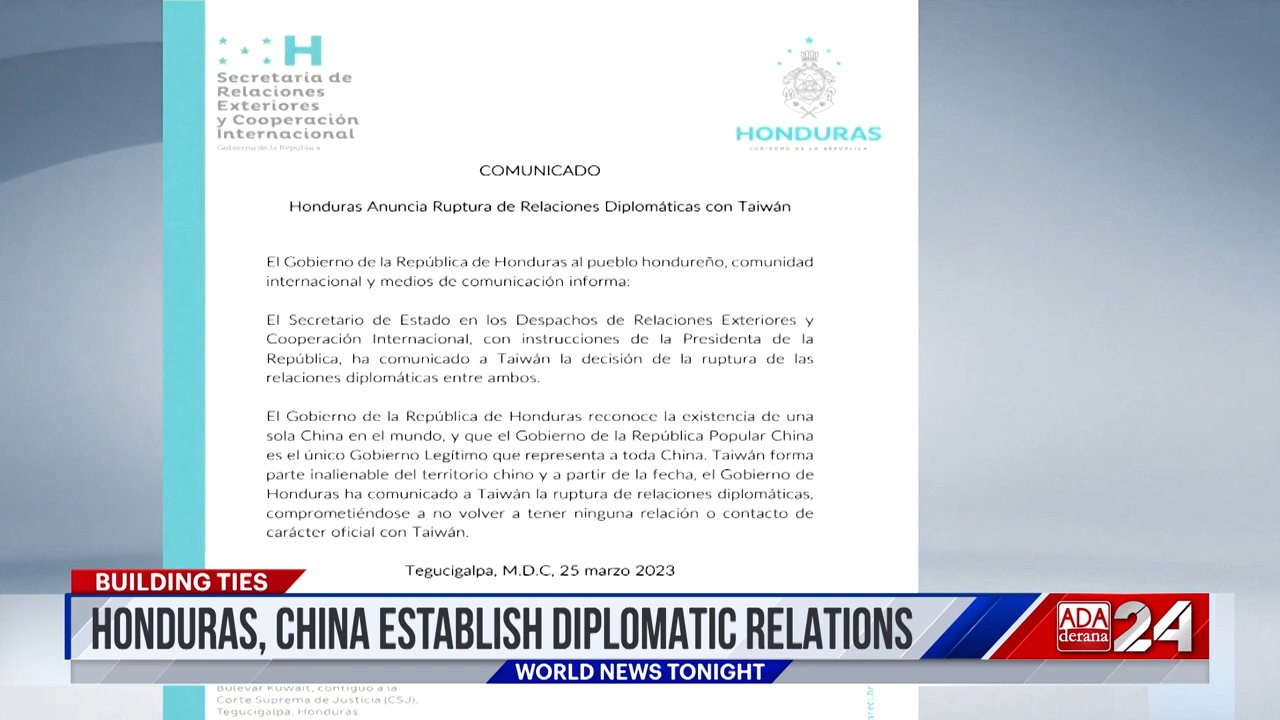 H
Secretaría de
Relaciones
Exteriores
y Cooperación
Internacional
Gobierno de la República
HONDURAS
GOBIERNO DE LA REPÚBLICA
COMUNICADO
Honduras Anuncia Ruptura de Relaciones Diplomáticas con Taiwán
El Gobierno de la República de Honduras al pueblo hondureño, comunidad
internacional y medios de comunicación informa:
El Secretario de Estado en los Despachos de Relaciones Exteriores y
Cooperación Internacional, con instrucciones de la Presidenta de la
República, ha comunicado a Taiwán la decisión de la ruptura de las
relaciones diplomáticas entre ambos.
El Gobierno de la República de Honduras reconoce la existencia de una
sola China en el mundo, y que el Gobierno de la República Popular China
es el único Gobierno Legítimo que representa a toda China. Taiwán forma
parte inalienable del territorio chino y a partir de la fecha, el Gobierno de
Honduras ha comunicado a Taiwán la ruptura de relaciones diplomáticas,
comprometiéndose a no volver a tener ninguna relación o contacto de
carácter oficial con Taiwán.
Tegucigalpa, M.D.C, 25 marzo 2023
BUILDING TIES
HONDURAS, CHINA ESTABLISH DIPLOMATIC RELATIONS
ADA
derana
24
WORLD NEWS TONIGHT
Bulevar Kuwait, contiguo a la
Corte Suprema de Justicia (CSJ),
Tegucigalpa, Honduras